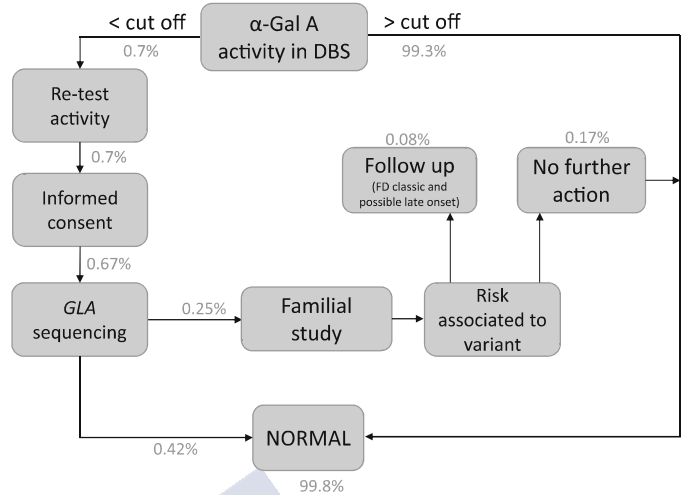 < cut off
α-Gal A
activity in DBS
> cut off
0.7%
99.3%
Re-test
activity
0.7%
Informed
consent
0.67%
GLA
sequencing
0.25%
Familial
study
Risk
associated to
variant
0.08%
Follow up
(FD classic and
possible late onset)
0.17%
No further
action
0.42%
NORMAL
99.8%